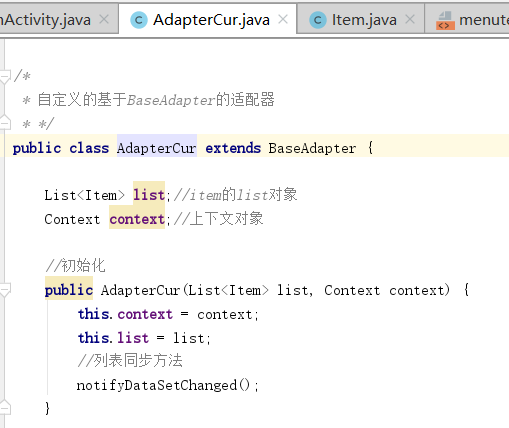 nActivity.java
AdapterCur.java
Item.java
menute
/*
* 自定义的基于BaseAdapter的适配器
* */
public class AdapterCur extends BaseAdapter {
List<Item> list;//item的list对象
Context context;//上下文对象
//初始化
public AdapterCur(List<Item> list, Context context) {
this.context = context;
this.list = list;
//列表同步方法
notifyDataSetChanged();
}